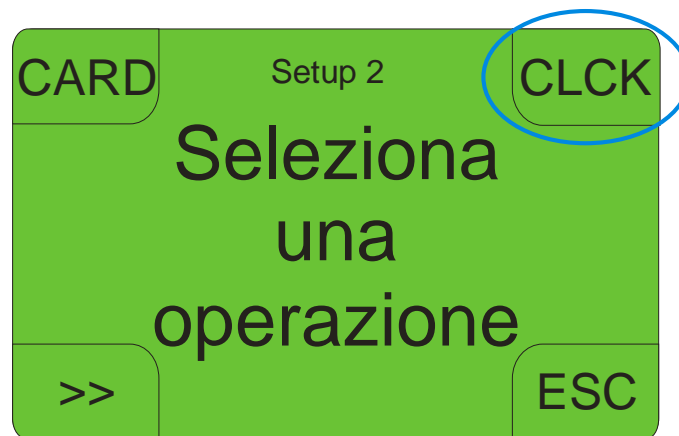 CARD Setup 2 CLCK
Seleziona
una
operazione
>> ESC